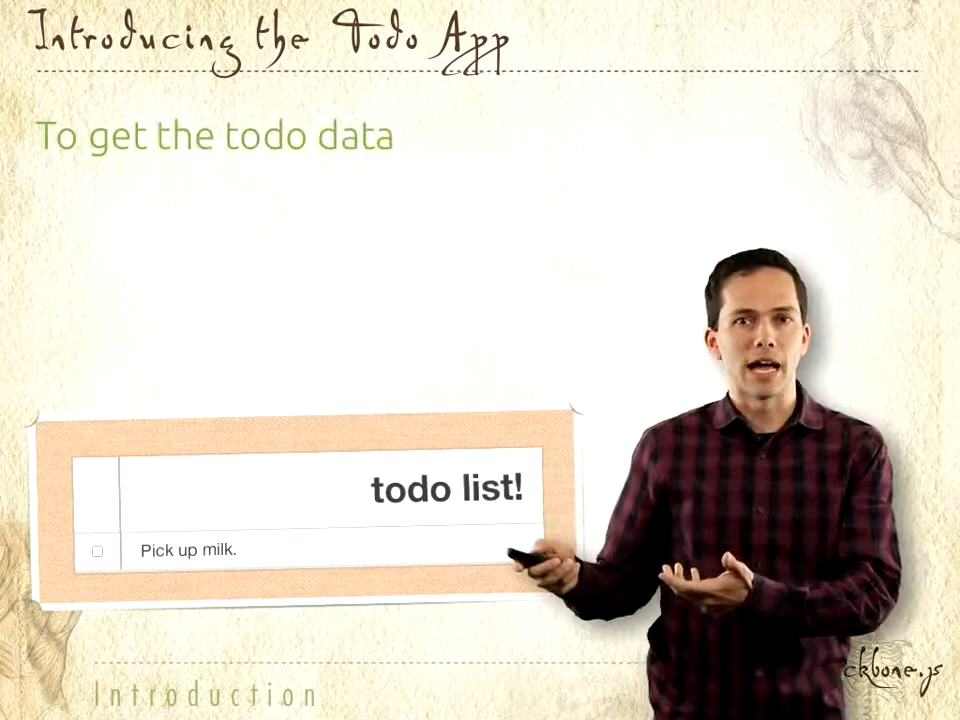 Introducing the Todo App
To get the todo data
todo list!
Pick up milk.
Introduction
ckbone.js